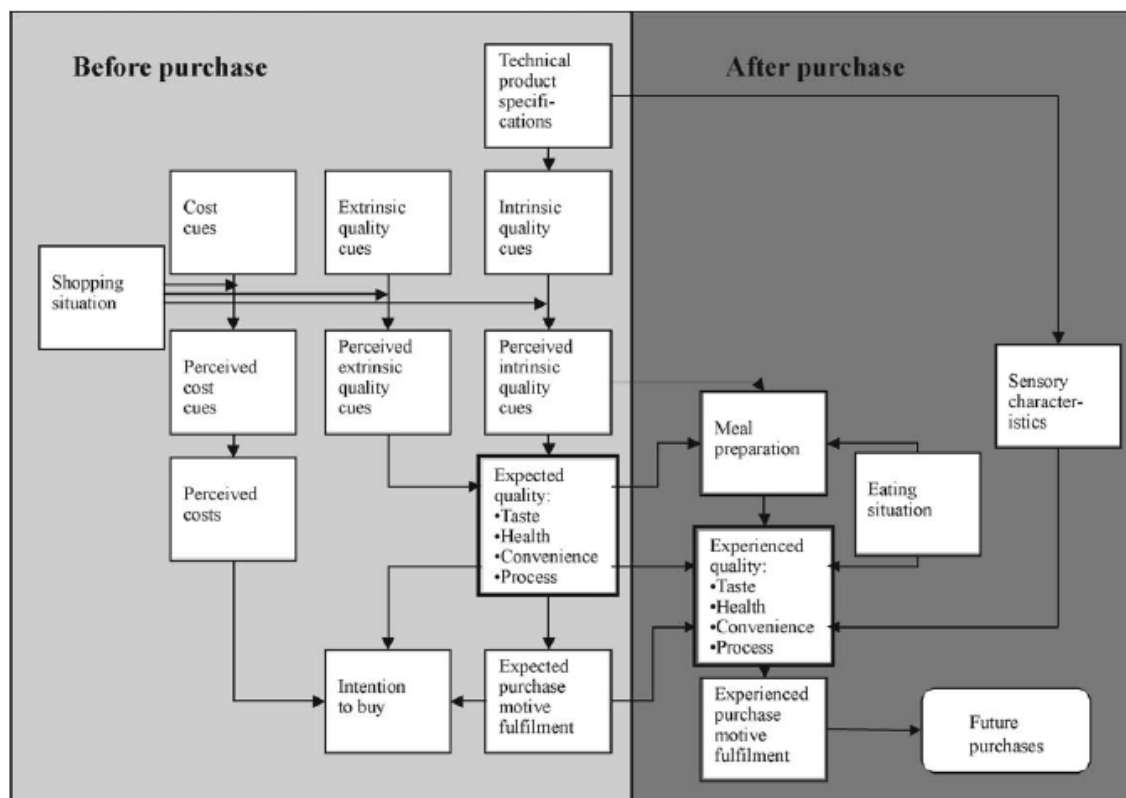 Before purchase
After purchase
Technical
product
specifi-
cations
Cost
cues
Extrinsic
quality
cues
Intrinsic
quality
cues
Shopping
situation
Perceived
cost
cues
Perceived
extrinsic
quality
cues
Perceived
intrinsic
quality
cues
Sensory
character-
istics
Meal
preparation
Perceived
costs
Expected
quality:
•Taste
•Health
•Convenience
•Process
Eating
situation
Experienced
quality:
•Taste
•Health
•Convenience
•Process
Intention
to buy
Expected
purchase
motive
fulfilment
Experienced
purchase
motive
fulfilment
Future
purchases